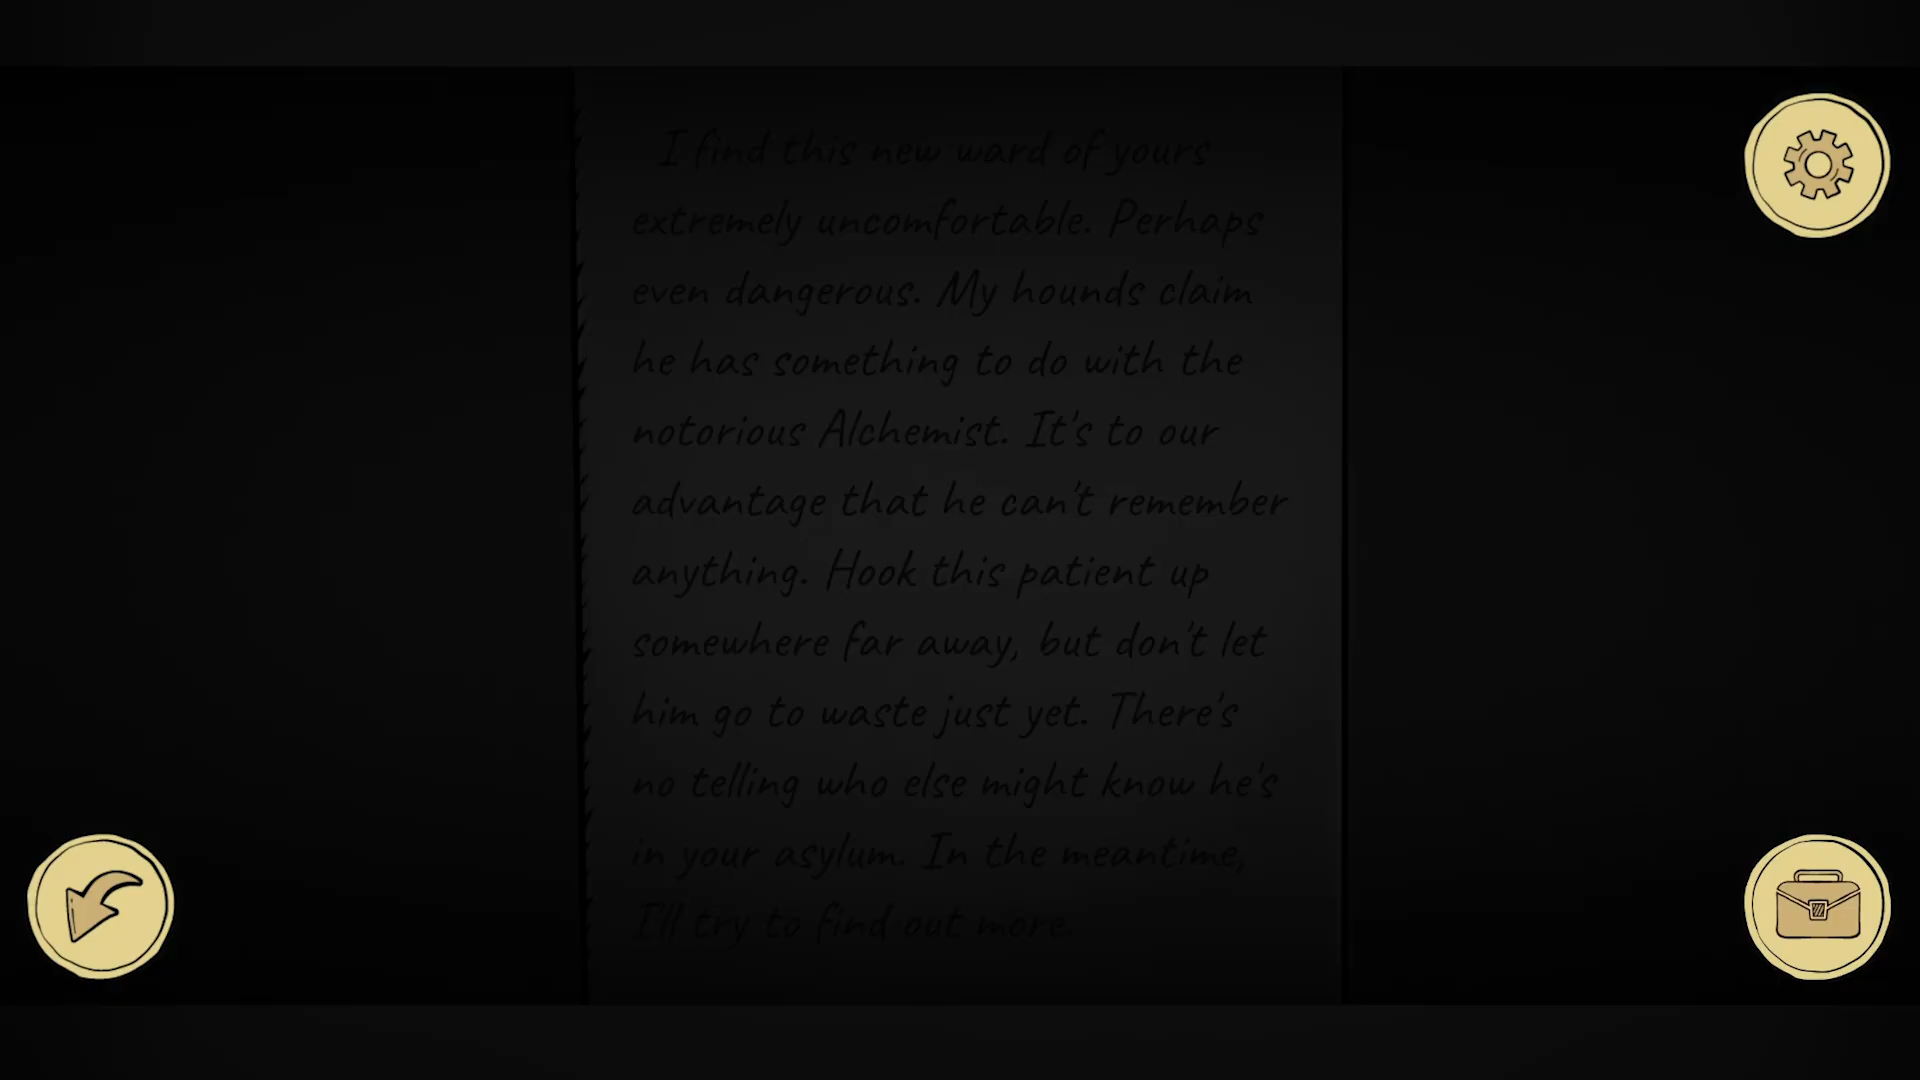 I find this new ward of yours
extremely uncomfortable. Perhaps
even dangerous. My hounds claim
he has something to do with the
notorious Alchemist. It's to our
advantage that he can't remember
anything. Hook this patient up
somewhere far away, but don't let
him go to waste just yet. There's
no telling who else might know he's
in your asylum. In the meantime,
I'll try to find out more.